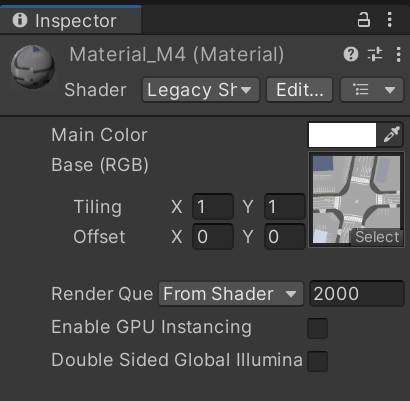 Inspector
Material_M4 (Material)
Shader Legacy Sh Edit...
Main Color
Base (RGB)
Tiling X 1 Y 1
Offset X 0 Y 0
Select
Render Que From Shader 2000
Enable GPU Instancing
Double Sided Global Illumina